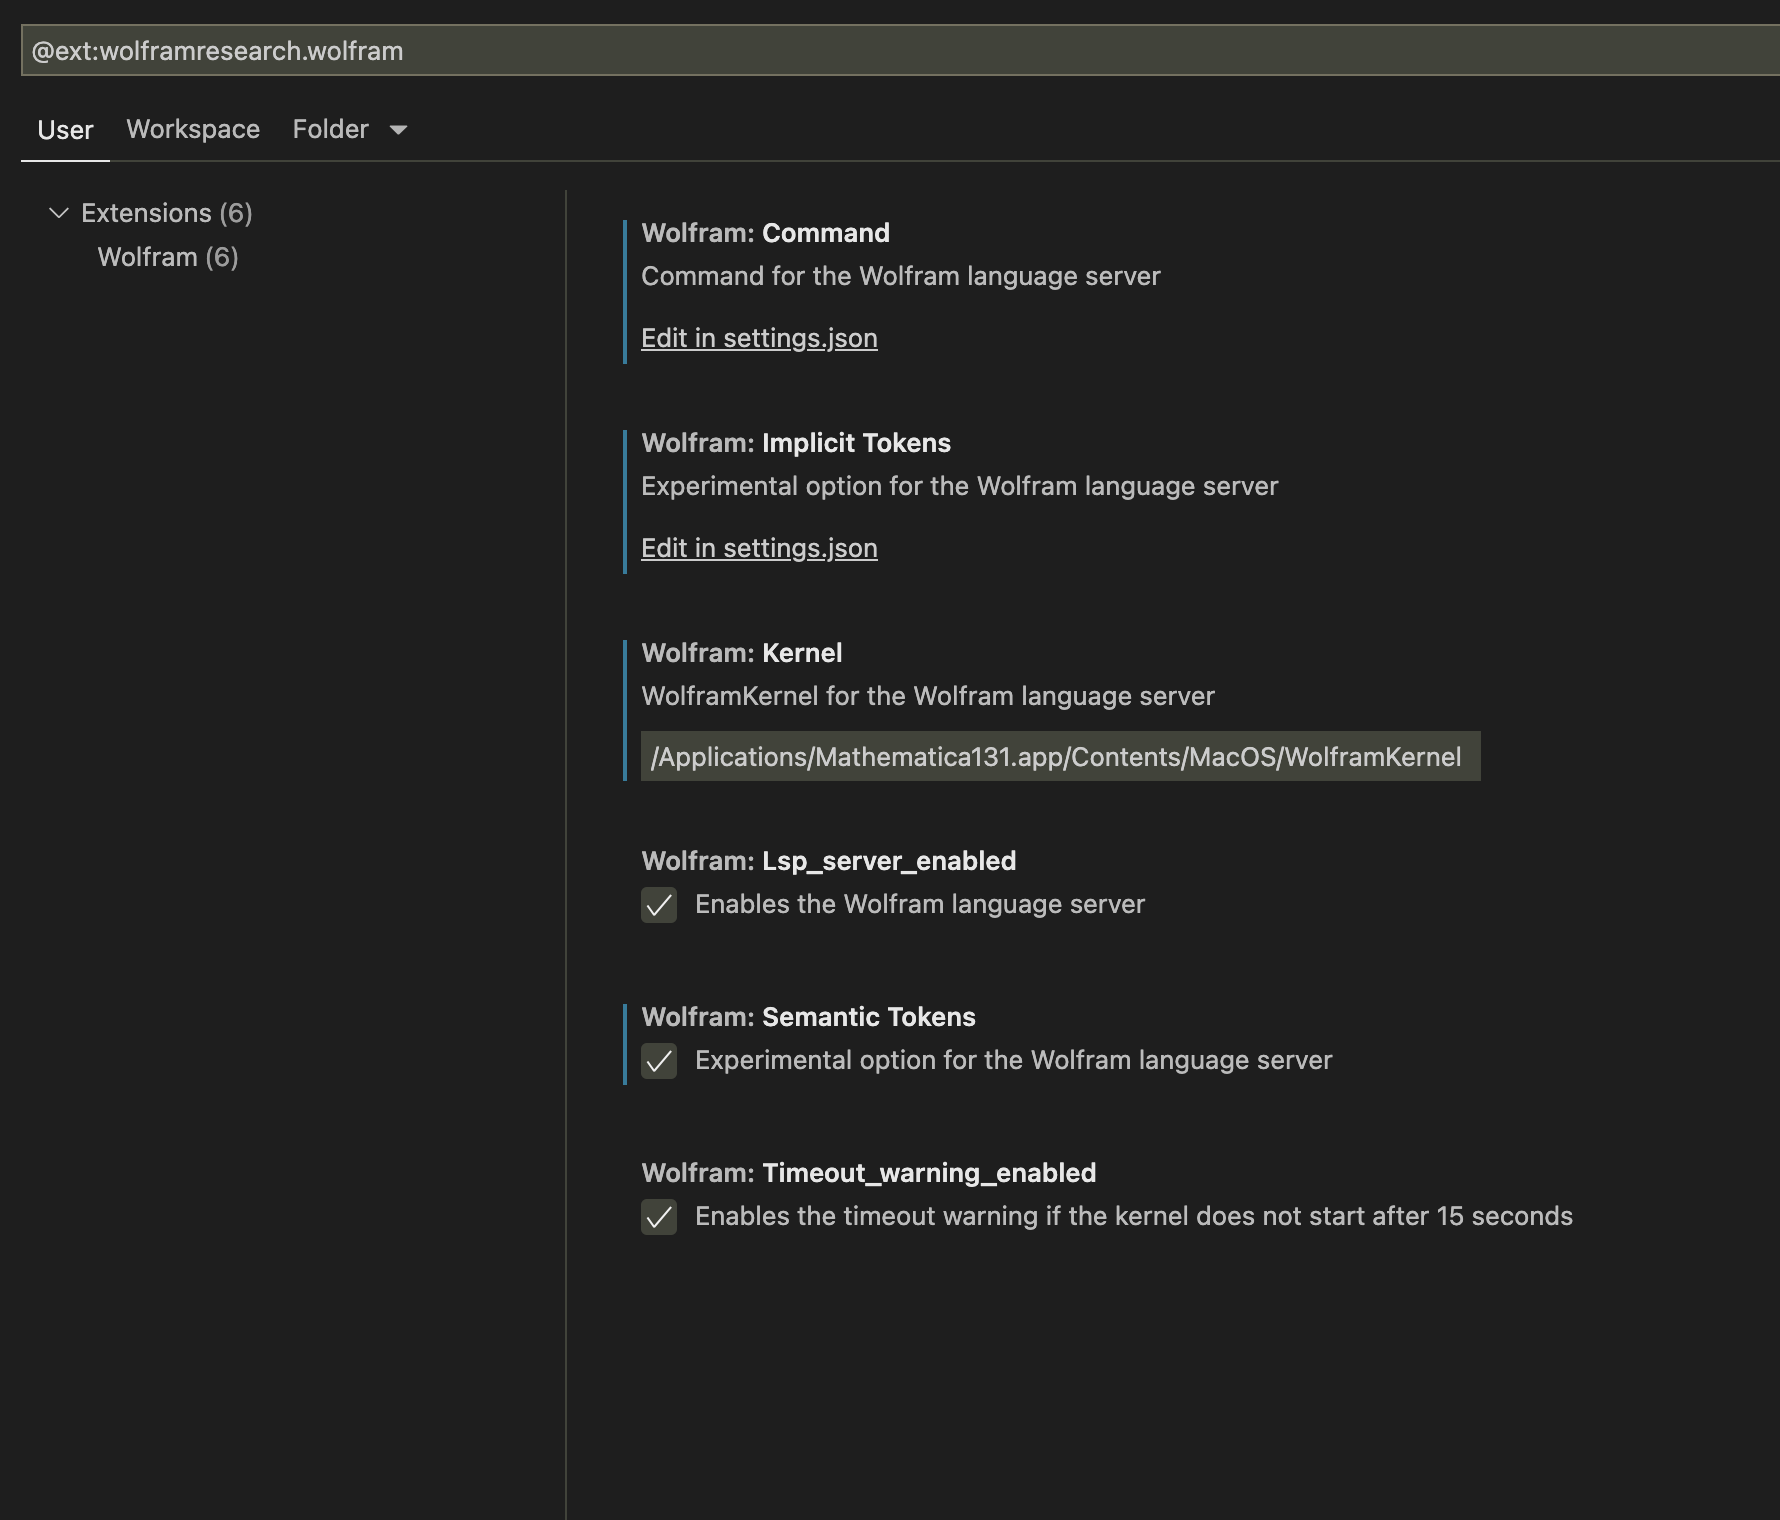 @ext:wolframresearch.wolfram
User Workspace Folder
Extensions (6)
Wolfram (6)
Wolfram: Command
Command for the Wolfram language server
Edit in settings.json
Wolfram: Implicit Tokens
Experimental option for the Wolfram language server
Edit in settings.json
Wolfram: Kernel
WolframKernel for the Wolfram language server
/Applications/Mathematica131.app/Contents/MacOS/WolframKernel
Wolfram: Lsp_server_enabled
Enables the Wolfram language server
Wolfram: Semantic Tokens
Experimental option for the Wolfram language server
Wolfram: Timeout_warning_enabled
Enables the timeout warning if the kernel does not start after 15 seconds